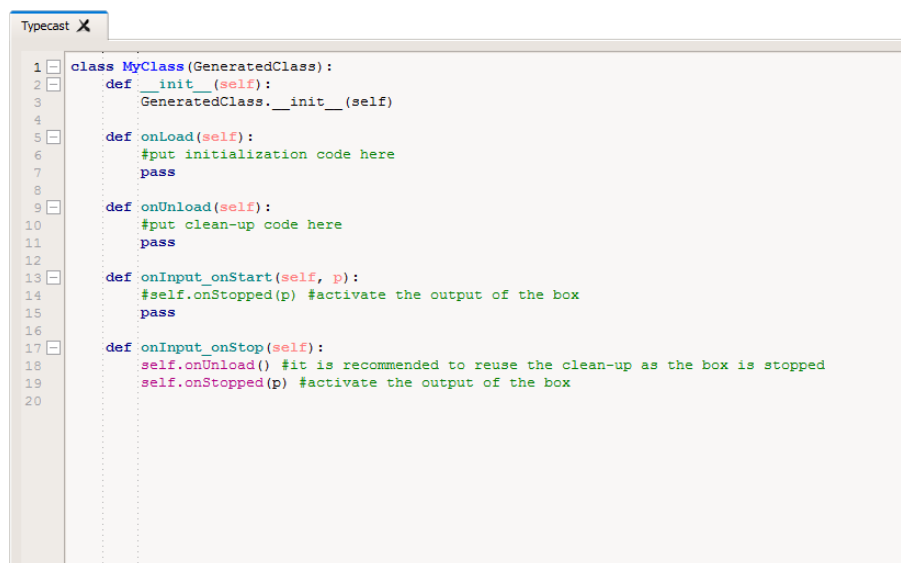 Typecast X
1 class MyClass(GeneratedClass):
2     def __init__(self):
3         GeneratedClass.__init__(self)
4
5     def onLoad(self):
6         #put initialization code here
7         pass
8
9     def onUnload(self):
10         #put clean-up code here
11         pass
12
13     def onInput_onStart(self, p):
14         #self.onStopped(p) #activate the output of the box
15         pass
16
17     def onInput_onStop(self):
18         self.onUnload() #it is recommended to reuse the clean-up as the box is stopped
19         self.onStopped(p) #activate the output of the box
20